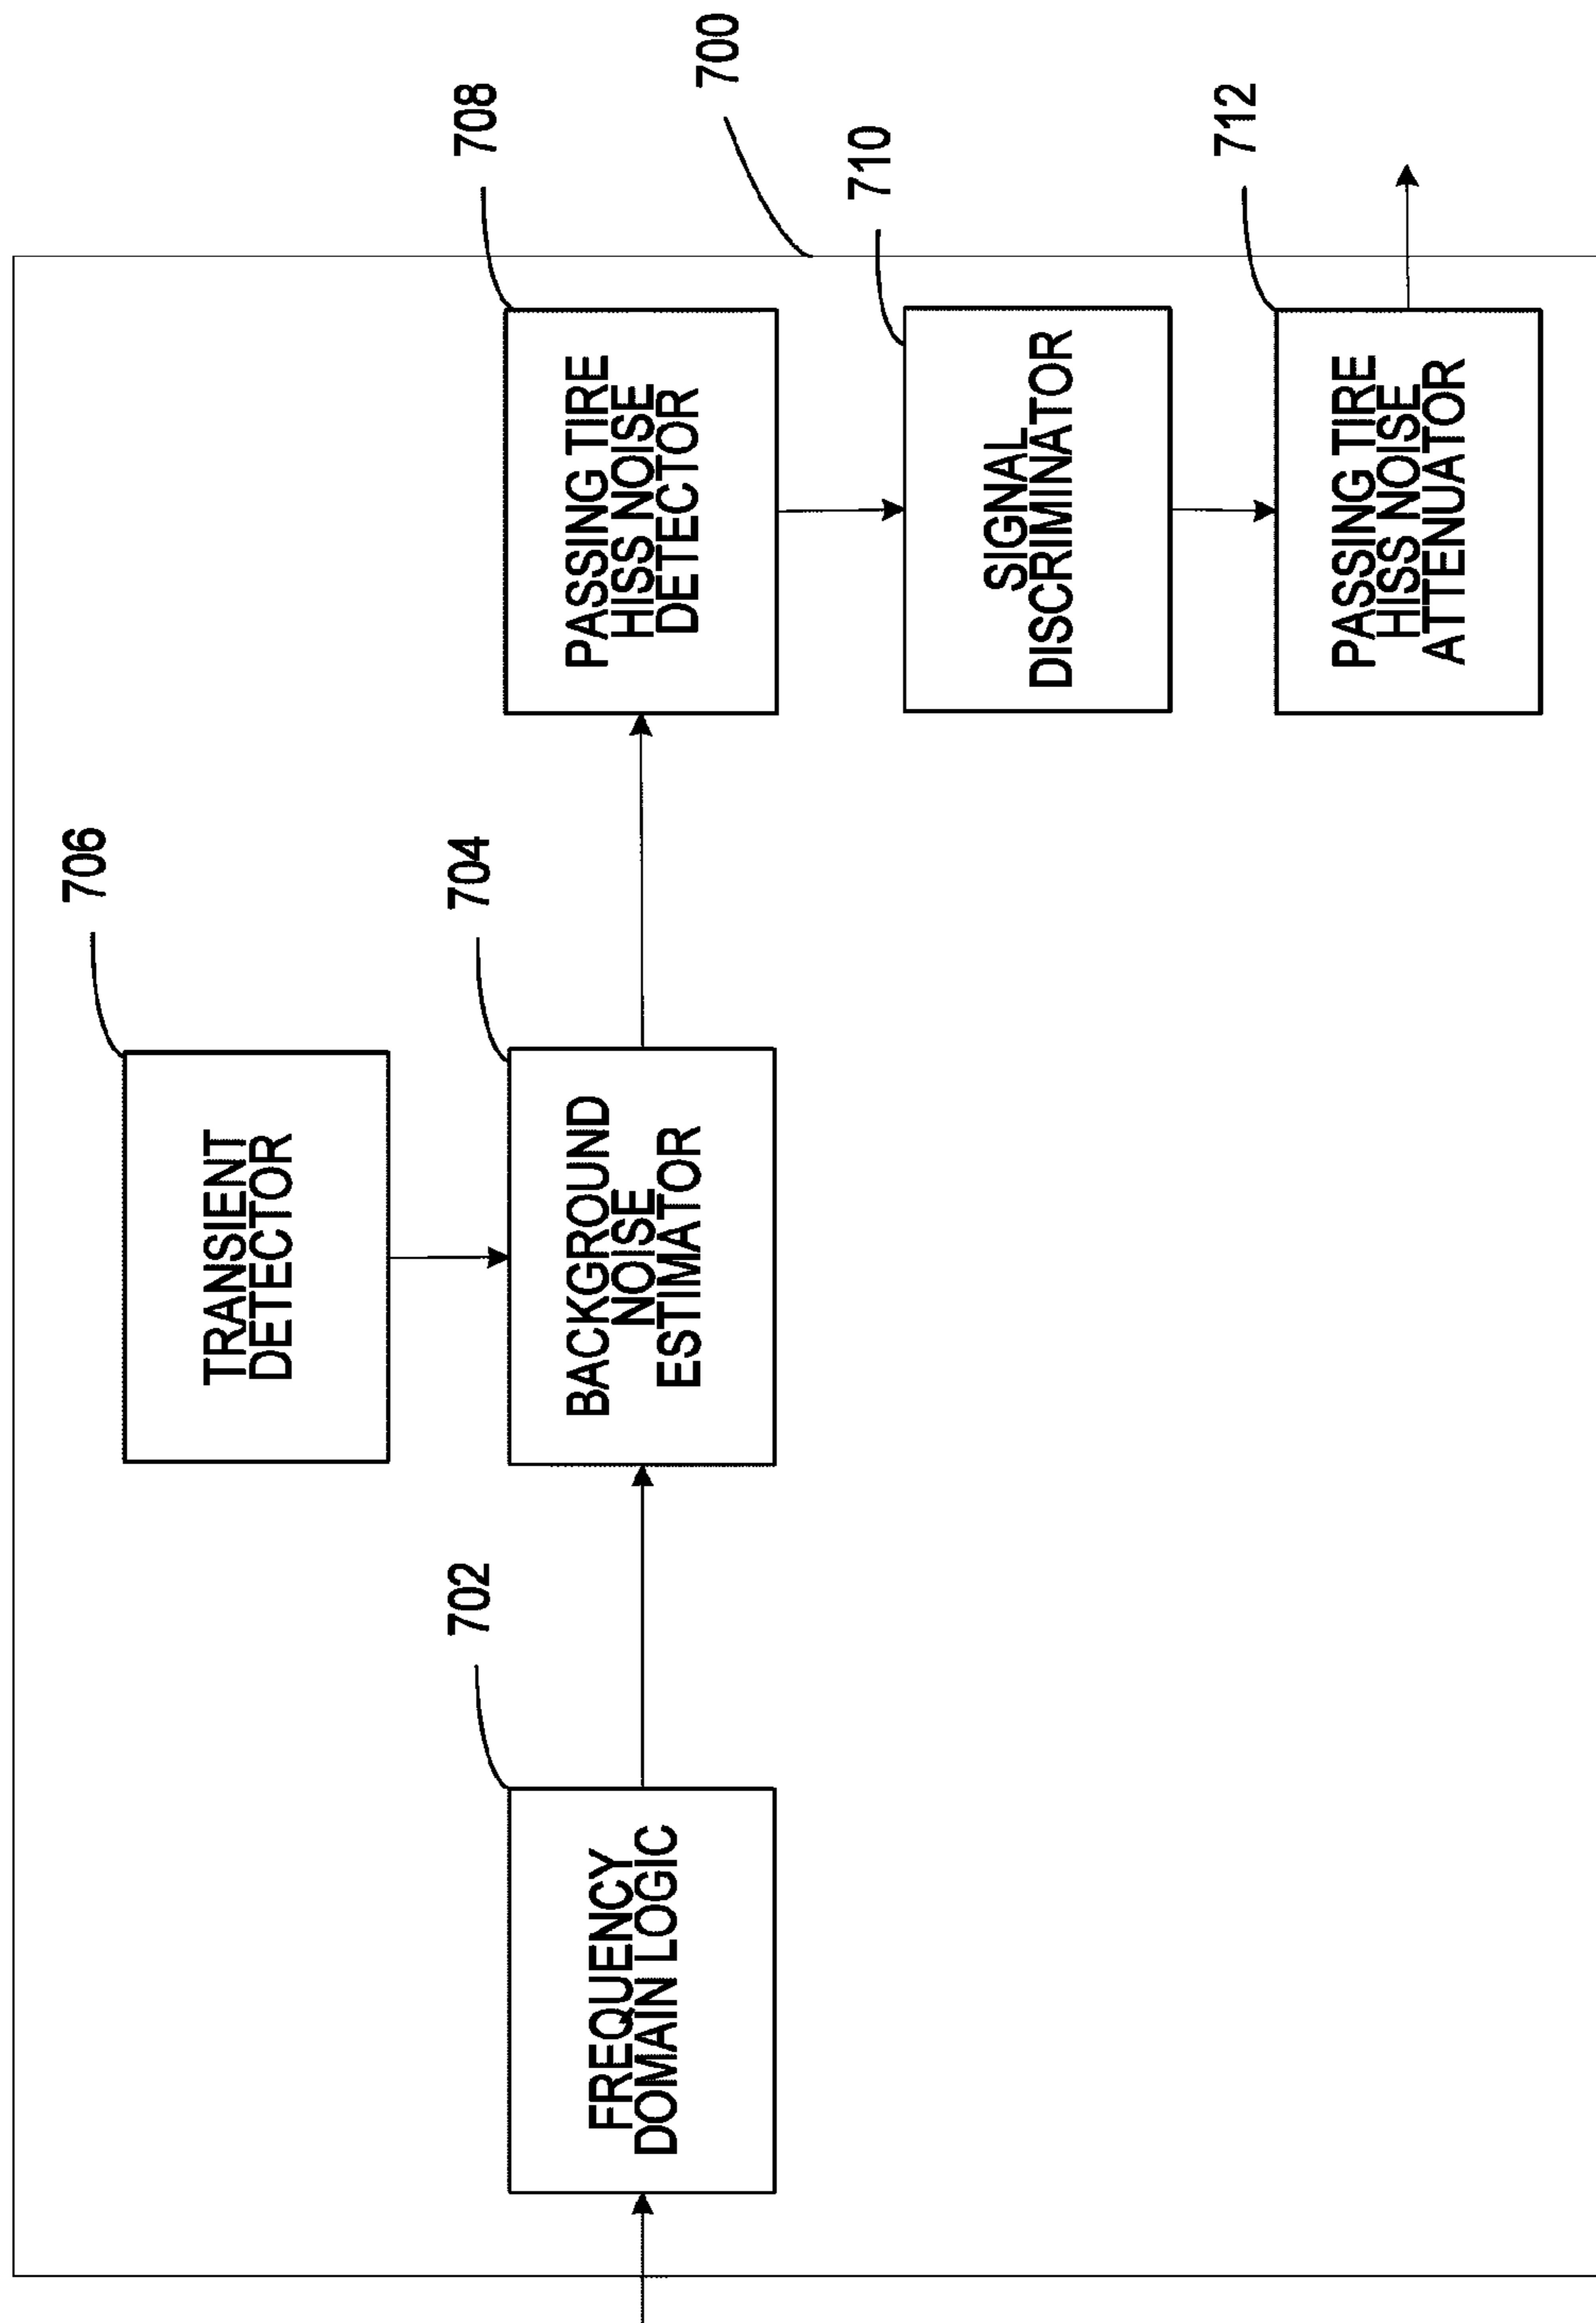 706
TRANSIENT
DETECTOR
702
FREQUENCY
DOMAIN LOGIC
704
BACKGROUND
NOISE
ESTIMATOR
708
PASSING TIRE
HISS NOISE
DETECTOR
700
710
SIGNAL
DISCRIMINATOR
712
PASSING TIRE
HISS NOISE
ATTENUATOR